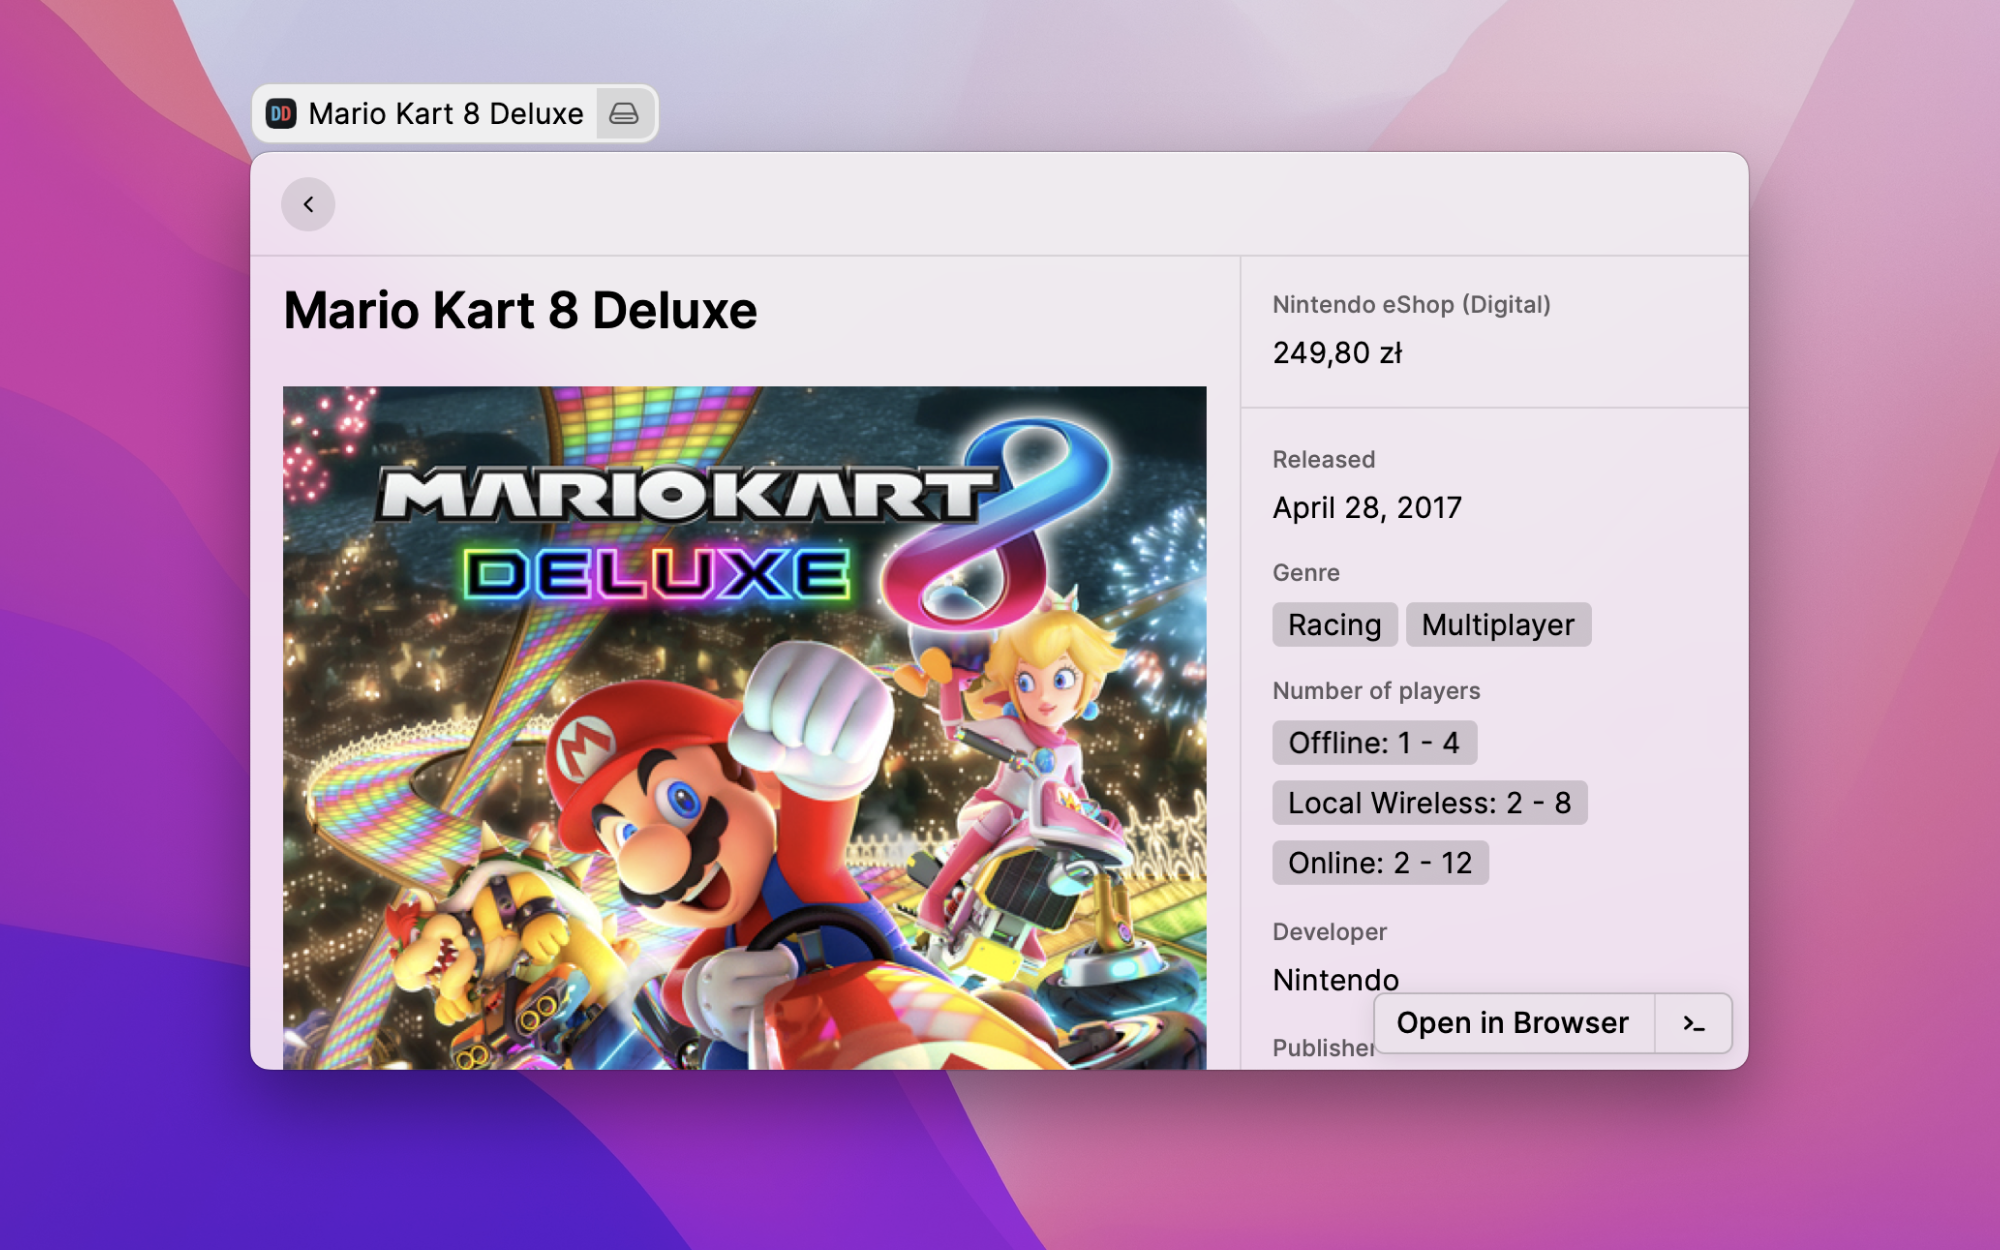 DD Mario Kart 8 Deluxe
Mario Kart 8 Deluxe
MARIOKART 8
DELUXE
M
Nintendo eShop (Digital)
249,80 zł
Released
April 28, 2017
Genre
Racing Multiplayer
Number of players
Offline: 1 - 4
Local Wireless: 2 - 8
Online: 2 - 12
Developer
Nintendo
Publisher
Open in Browser >_